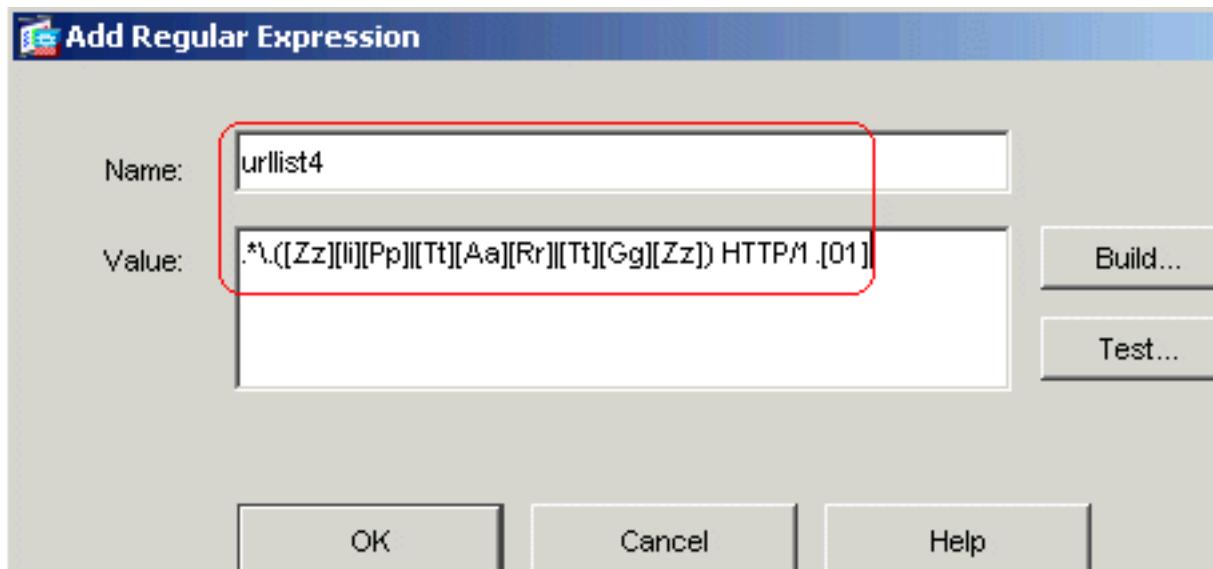 Add Regular Expression
Name:
urllist4
Value:
.*\.([Zz][Ii][Pp]|[Tt][Aa][Rr]|[Tt][Gg][Zz]) HTTP/1.[01]
Build...
Test...
OK
Cancel
Help